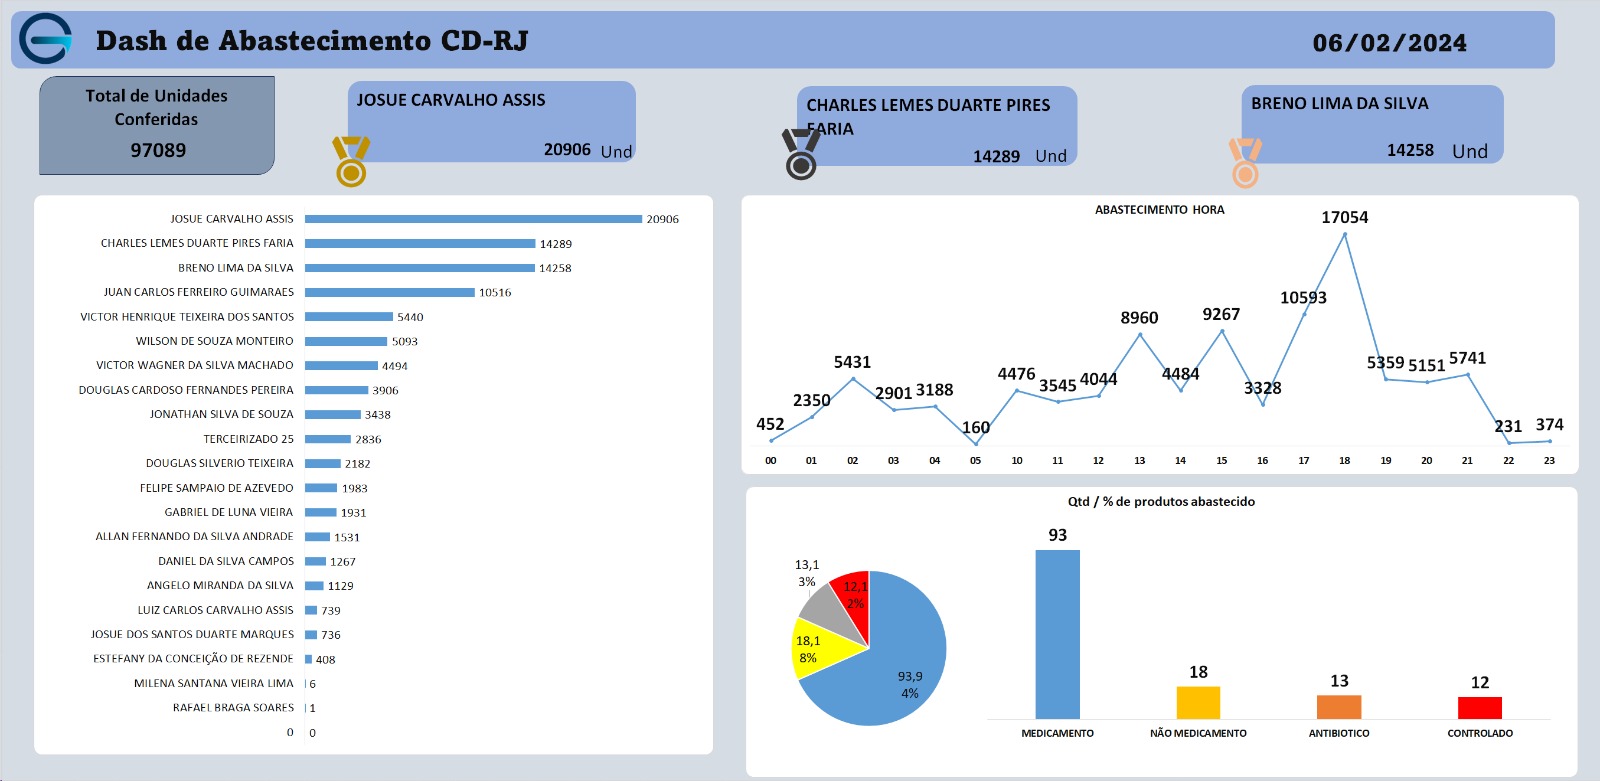 Dash de Abastecimento CD-RJ
06/02/2024
Total de Unidades
Conferidas
97089
JOSUE CARVALHO ASSIS
20906 Und
CHARLES LEMES DUARTE PIRES
FARIA
14289 Und
BRENO LIMA DA SILVA
14258 Und
JOSUE CARVALHO ASSIS 20906
CHARLES LEMES DUARTE PIRES FARIA 14289
BRENO LIMA DA SILVA 14258
JUAN CARLOS FERREIRO GUIMARAES 10516
VICTOR HENRIQUE TEIXEIRA DOS SANTOS 5440
WILSON DE SOUZA MONTEIRO 5093
VICTOR WAGNER DA SILVA MACHADO 4494
DOUGLAS CARDOSO FERNANDES PEREIRA 3906
JONATHAN SILVA DE SOUZA 3438
TERCEIRIZADO 25 2836
DOUGLAS SILVERIO TEIXEIRA 2182
FELIPE SAMPAIO DE AZEVEDO 1983
GABRIEL DE LUNA VIEIRA 1931
ALLAN FERNANDO DA SILVA ANDRADE 1531
DANIEL DA SILVA CAMPOS 1267
ANGELO MIRANDA DA SILVA 1129
LUIZ CARLOS CARVALHO ASSIS 739
JOSUE DOS SANTOS DUARTE MARQUES 736
ESTEFANY DA CONCEIÇÃO DE REZENDE 408
MILENA SANTANA VIEIRA LIMA 6
RAFAEL BRAGA SOARES 1
0 0
ABASTECIMENTO HORA
452 2350 5431 2901 3188 160 4476 3545 4044 8960 4484 9267 3328 10593 17054 5359 5151 5741 231 374
00 01 02 03 04 05 10 11 12 13 14 15 16 17 18 19 20 21 22 23
Qtd / % de produtos abastecido
13,1
3%
12,1
2%
18,1
8%
93,9
4%
93 18 13 12
MEDICAMENTO NÃO MEDICAMENTO ANTIBIOTICO CONTROLADO